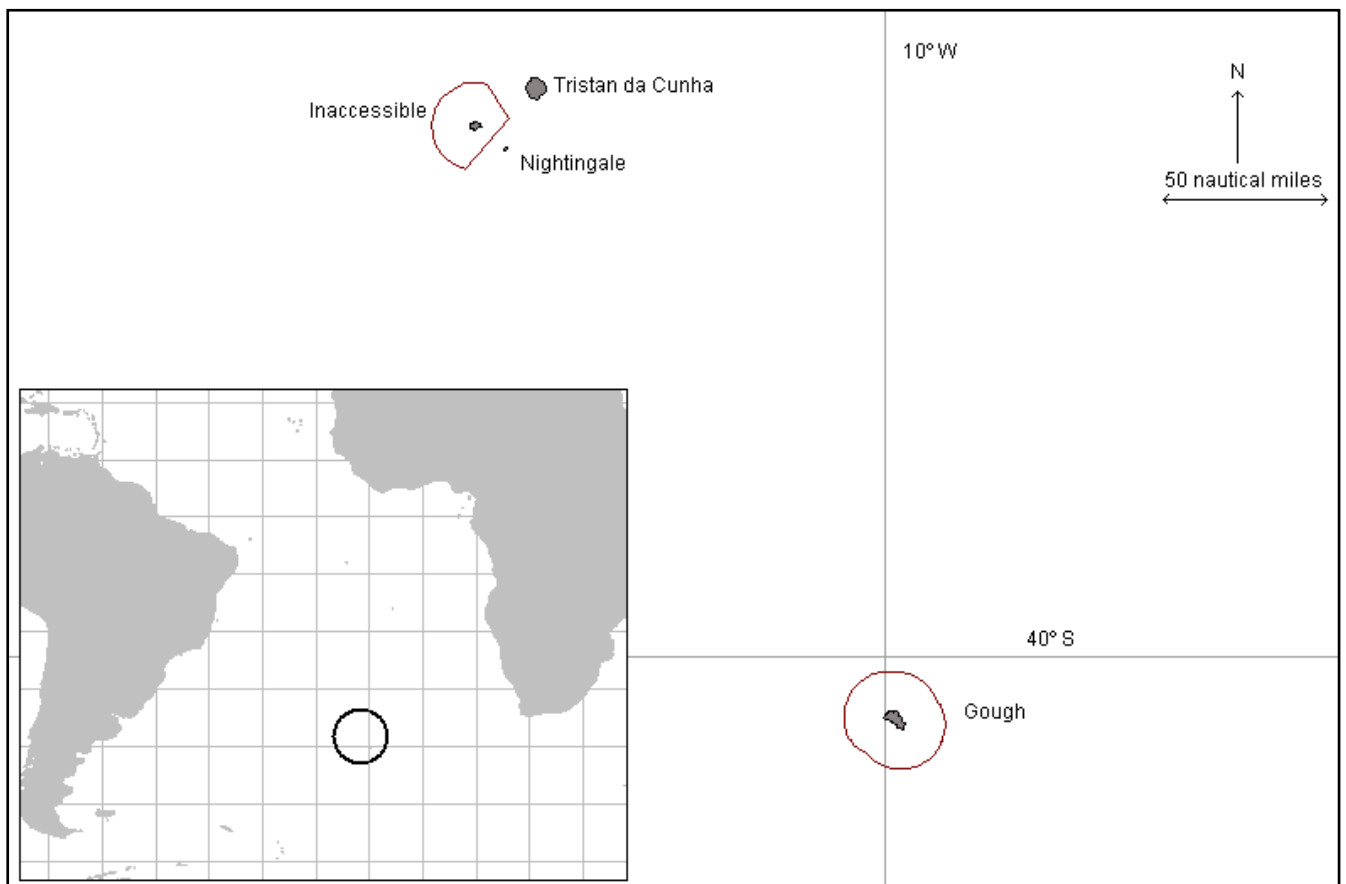 10° W
N
Tristan da Cunha
Inaccessible
Nightingale
50 nautical miles
40° S
Gough